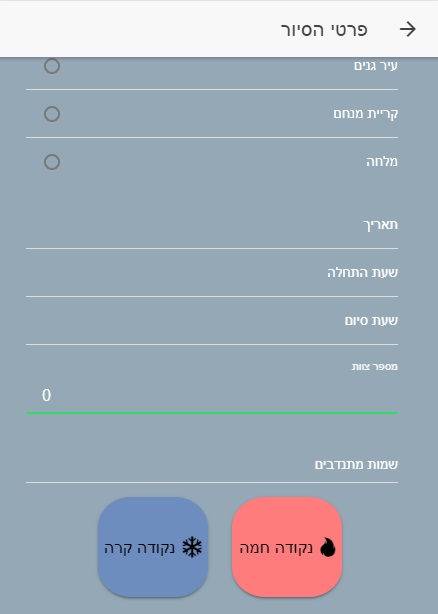 פרטי הסיור
עיר גנים
קריית מנחם
מלחה
תאריך
שעת התחלה
שעת סיום
מספר צוות
0
שמות מתנדבים
נקודה חמה
נקודה קרה